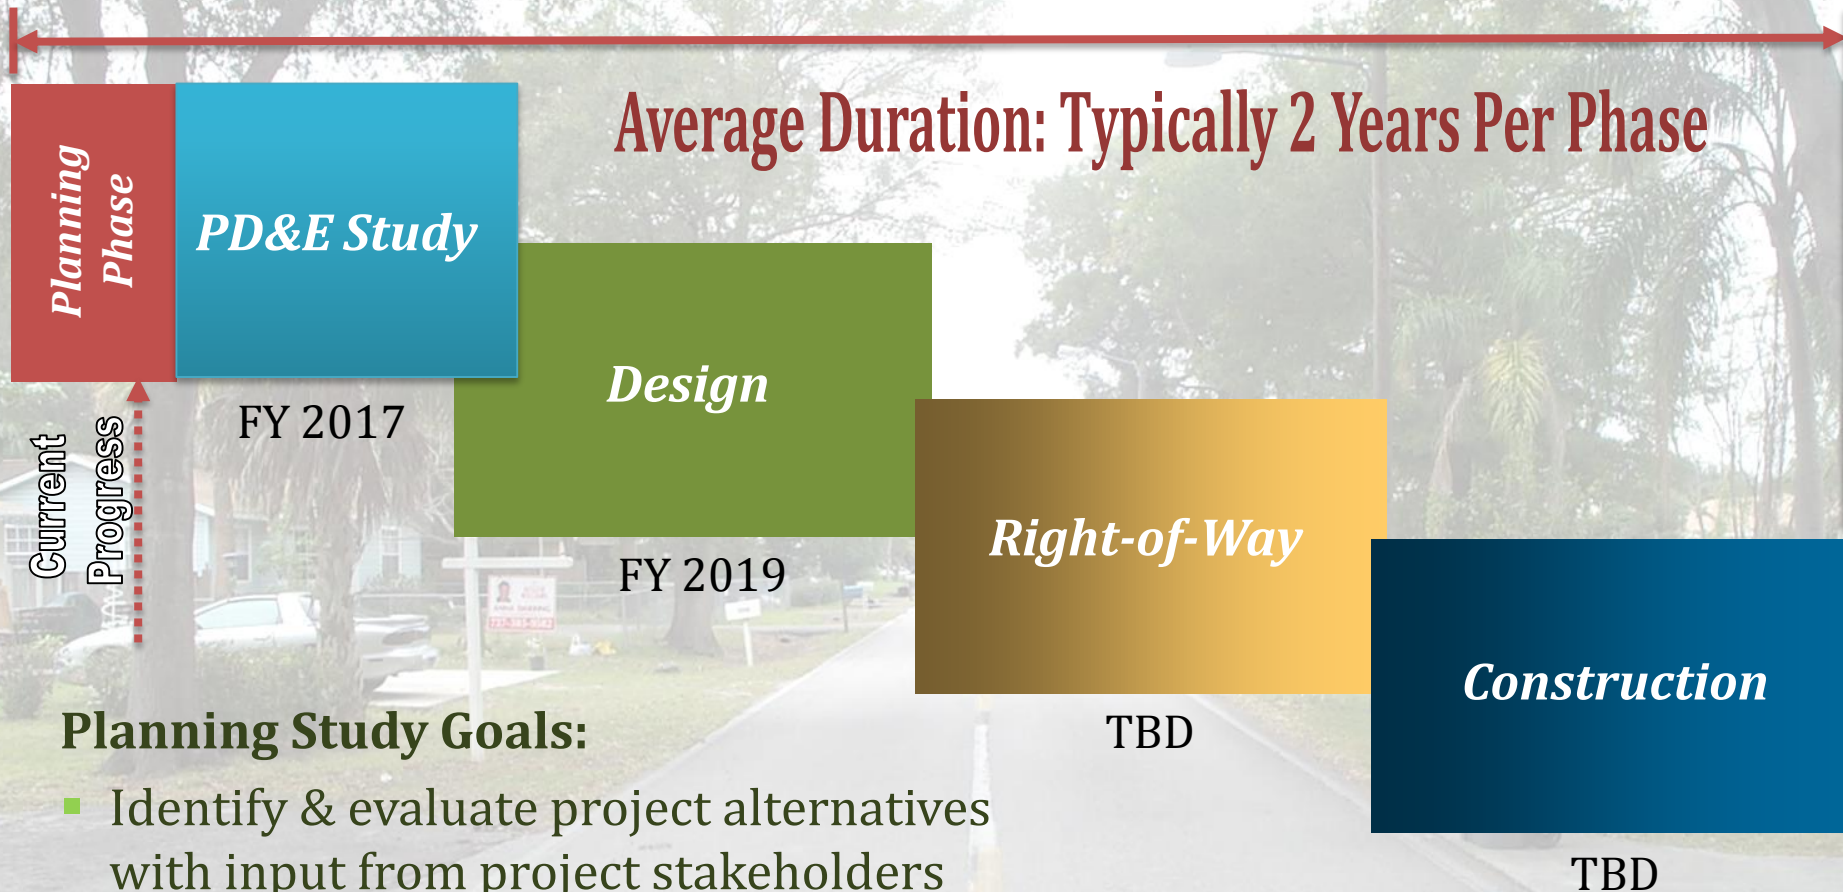 Average Duration: Typically 2 Years Per Phase
Planning
Phase
PD&E Study
FY 2017
Current
Progress
Design
FY 2019
Right-of-Way
TBD
Construction
TBD
Planning Study Goals:
Identify & evaluate project alternatives
with input from project stakeholders